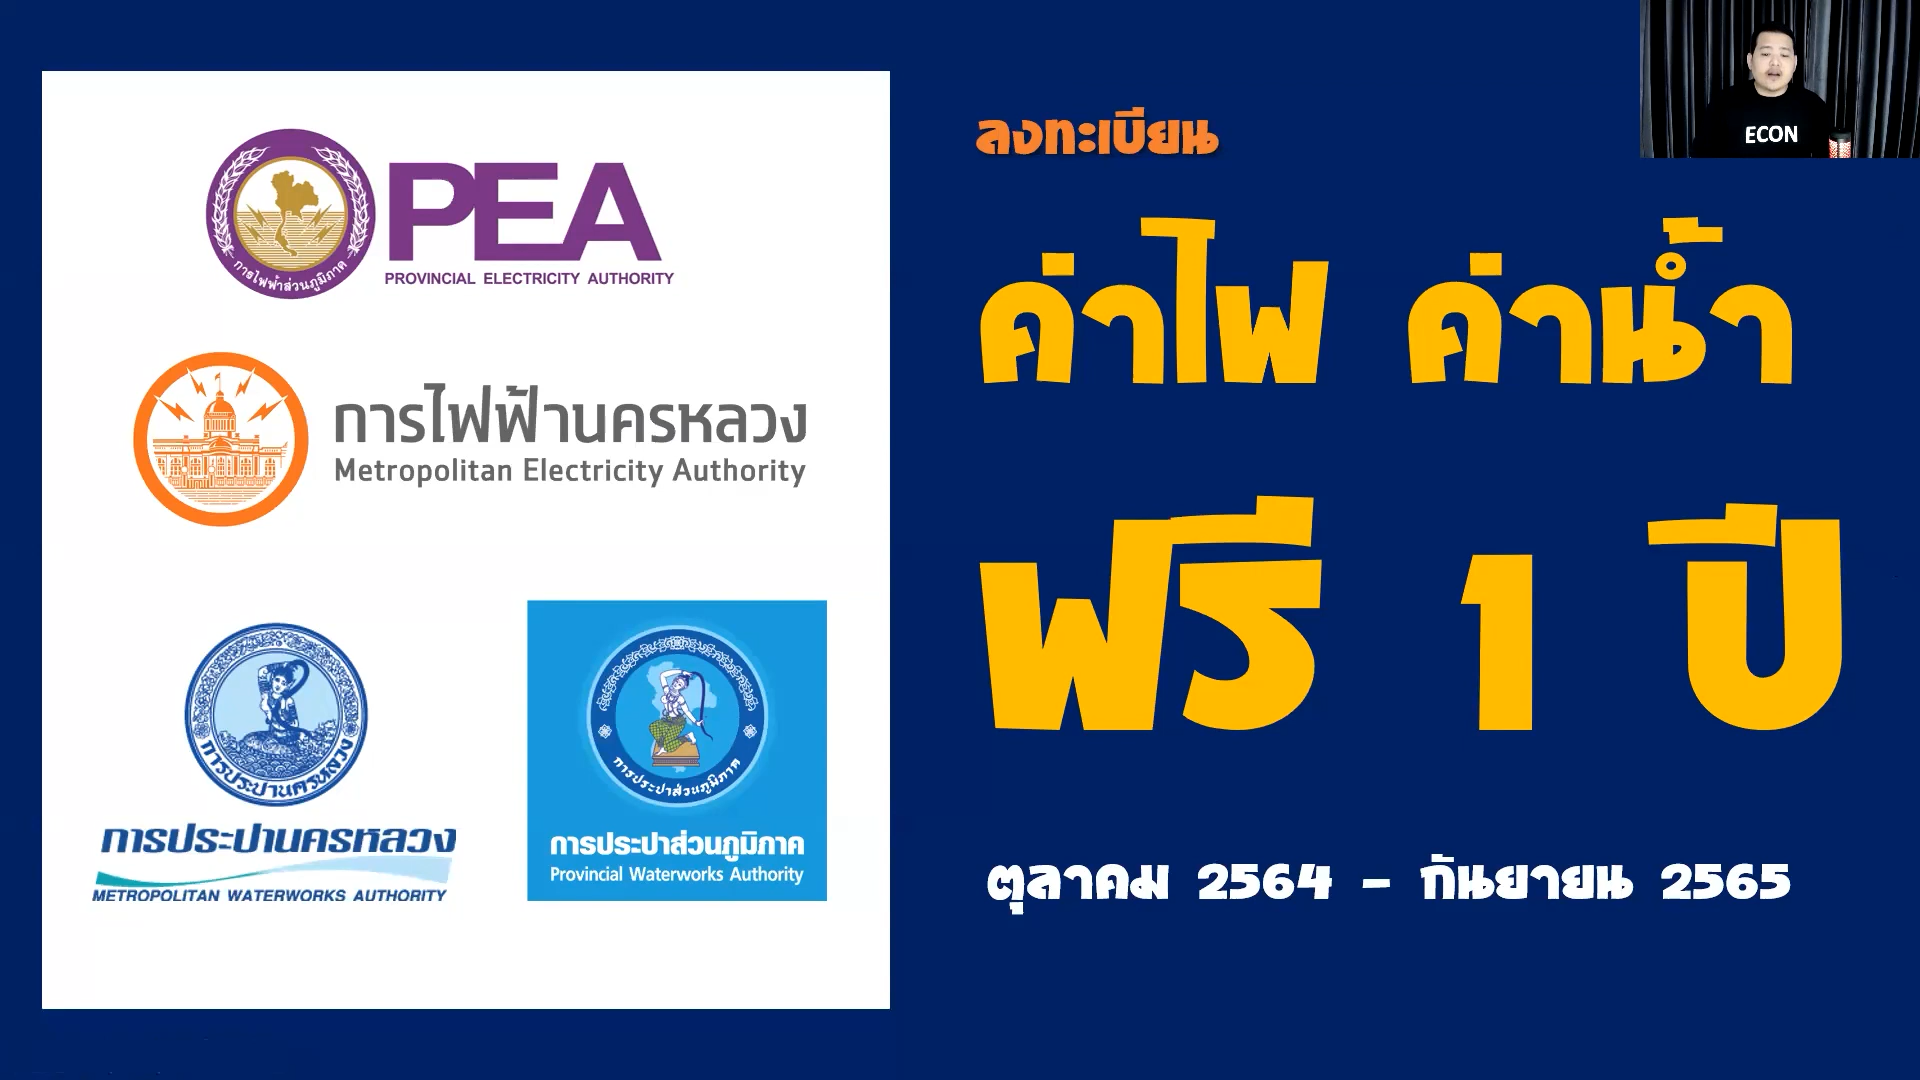 การไฟฟ้าส่วนภูมิภาค
PEA
PROVINCIAL ELECTRICITY AUTHORITY
การไฟฟ้านครหลวง
Metropolitan Electricity Authority
การประปานครหลวง
การประปานครหลวง
METROPOLITAN WATERWORKS AUTHORITY
การประปาส่วนภูมิภาค
การประปาส่วนภูมิภาค
Provincial Waterworks Authority
ลงทะเบียน
ค่าไฟ ค่าน้ำ
ฟรี 1 ปี
ตุลาคม 2564 - กันยายน 2565
ECON